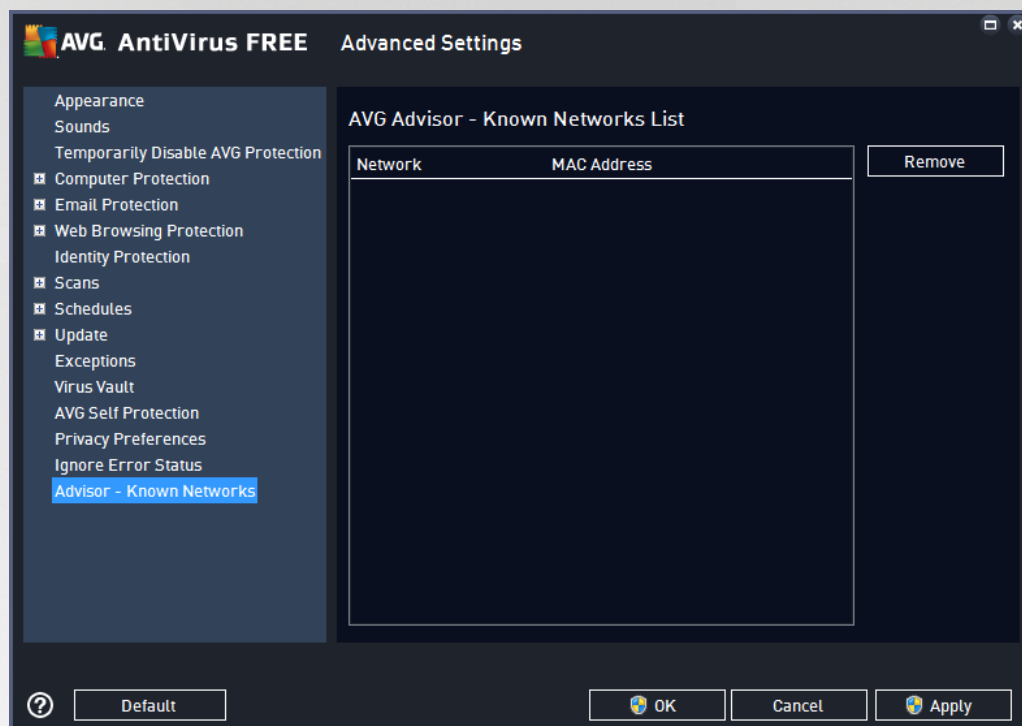 AVG. AntiVirus FREE Advanced Settings
Appearance
Sounds
Temporarily Disable AVG Protection
Computer Protection
Email Protection
Web Browsing Protection
Identity Protection
Scans
Schedules
Update
Exceptions
Virus Vault
AVG Self Protection
Privacy Preferences
Ignore Error Status
Advisor - Known Networks
AVG Advisor - Known Networks List
Network MAC Address
Remove
? Default OK Cancel Apply